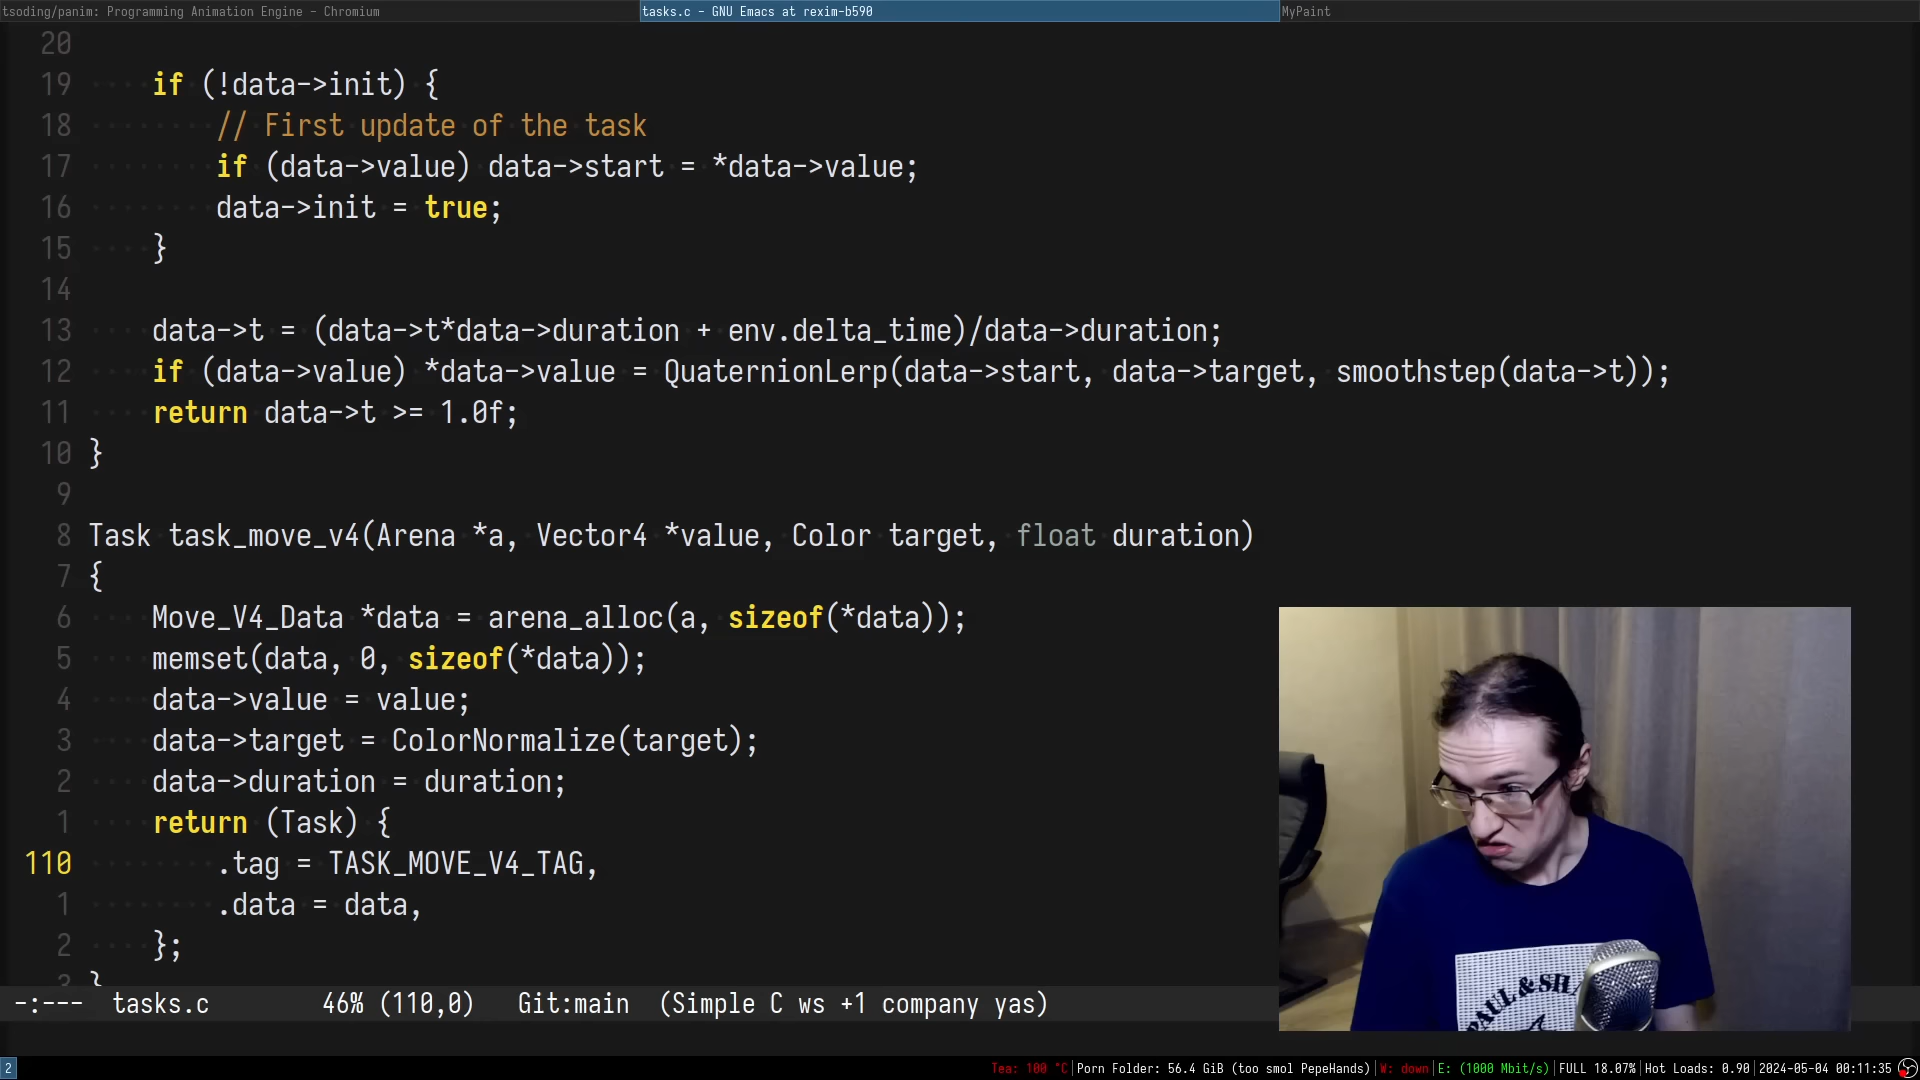 tsoding/panim: Programming Animation Engine - Chromium
tasks.c - GNU Emacs at rexim-b590
MyPaint
20
19 if (!data->init) {
18 // First update of the task
17 if (data->value) data->start = *data->value;
16 data->init = true;
15 }
14
13 data->t = (data->t*data->duration + env.delta_time)/data->duration;
12 if (data->value) *data->value = QuaternionLerp(data->start, data->target, smoothstep(data->t));
11 return data->t >= 1.0f;
10 }
9
8 Task task_move_v4(Arena *a, Vector4 *value, Color target, float duration)
7 {
6 Move_V4_Data *data = arena_alloc(a, sizeof(*data));
5 memset(data, 0, sizeof(*data));
4 data->value = value;
3 data->target = ColorNormalize(target);
2 data->duration = duration;
1 return (Task) {
110 .tag = TASK_MOVE_V4_TAG,
1 .data = data,
2 };
3 }
-:--- tasks.c 46% (110,0) Git:main (Simple C ws +1 company yas)
PAUL & SHA
2 Tea: 100 °C|Porn Folder: 56.4 GiB (too smol PepeHands)|W: down|E: (1000 Mbit/s)|FULL 18.07%|Hot Loads: 0.90|2024-05-04 00:11:35